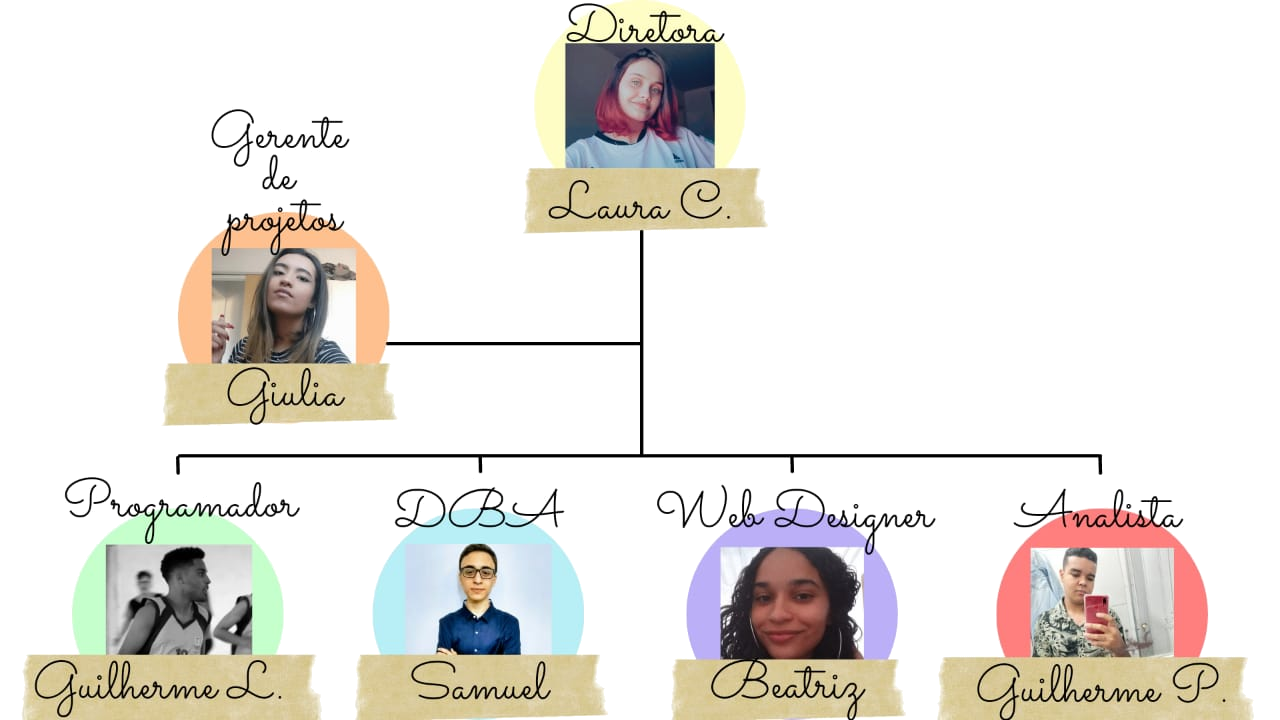 Diretora
Laura C.
Gerente
de
projetos
Giulia
Programador
Guilherme L.
DBA
Samuel
Web Designer
Beatriz
Analista
Guilherme P.